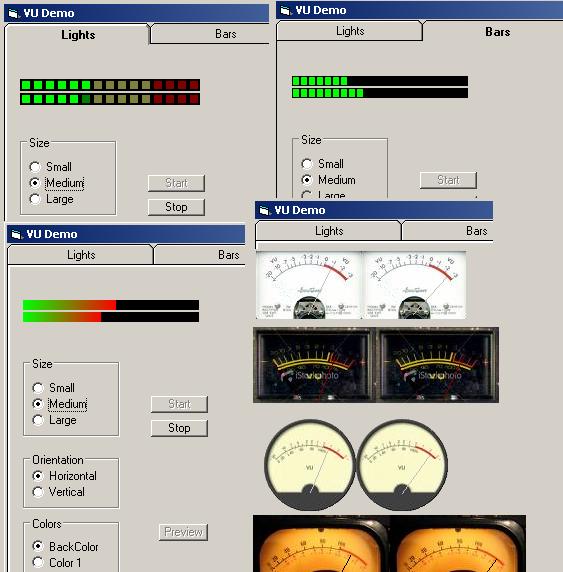 VU Demo
Lights Bars
Size
Small
Medium
Large
Start
Stop
VU Demo
Lights Bars
Size
Small
Medium
Large
Start
VU Demo
Lights Bars
Size
Small
Medium
Large
Start
Stop
Orientation
Horizontal
Vertical
Colors
BackColor
Color 1
Preview
VU Demo
Lights Bars
VU VU
VU VU
iStockphoto iStockphoto
VU VU